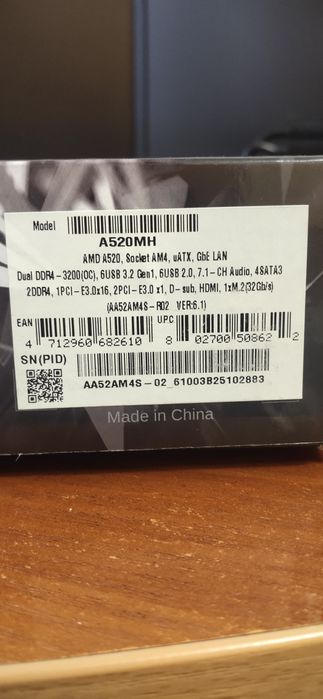 Model
A520MH
AMD A520, Socket AM4, uATX, GbE LAN
Dual DDR4-3200(OC), 6USB 3.2 Gen1, 6USB 2.0, 7.1-CH Audio, 4SATA3
2DDR4, 1PCI-E3.0x16, 2PCI-E3.0 x1, D-sub, HDMI, 1xM.2(32Gb/s)
(AA52AM4S-R02 VER:6.1)
EAN U.P.C
4 712960 682610 8 02700 50862 2
SN(PID)
AA52AM4S-02_61003B25102883
Made in China